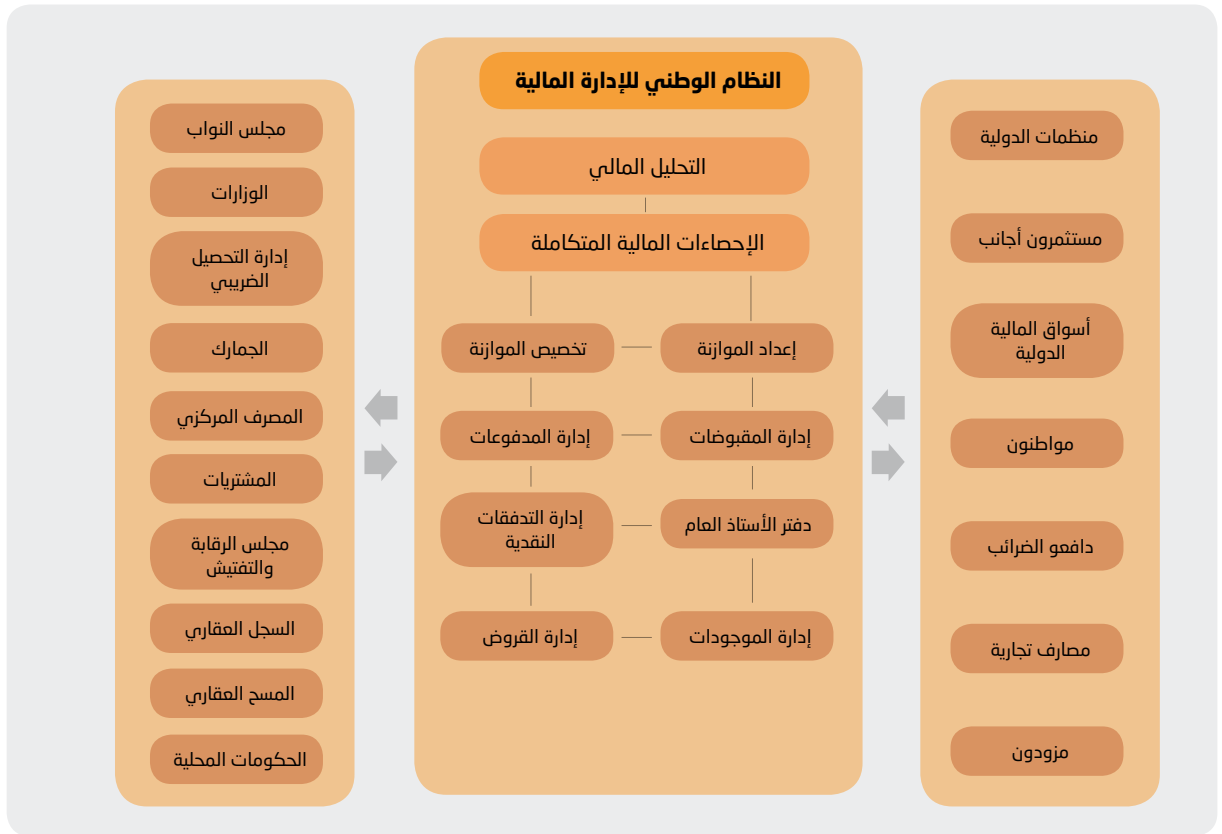 النظام الوطني للإدارة المالية
التحليل المالي
الإحصاءات المالية المتكاملة
إعداد الموازنة
تخصيص الموازنة
إدارة المقبوضات
إدارة المدفوعات
دفتر الأستاذ العام
إدارة التدفقات
النقدية
إدارة الموجودات
إدارة القروض
منظمات الدولية
مستثمرون أجانب
أسواق المالية
الدولية
مواطنون
دافعو الضرائب
مصارف تجارية
مزودون
مجلس النواب
الوزارات
إدارة التحصيل
الضريبي
الجمارك
المصرف المركزي
المشتريات
مجلس الرقابة
والتفتيش
السجل العقاري
المسح العقاري
الحكومات المحلية